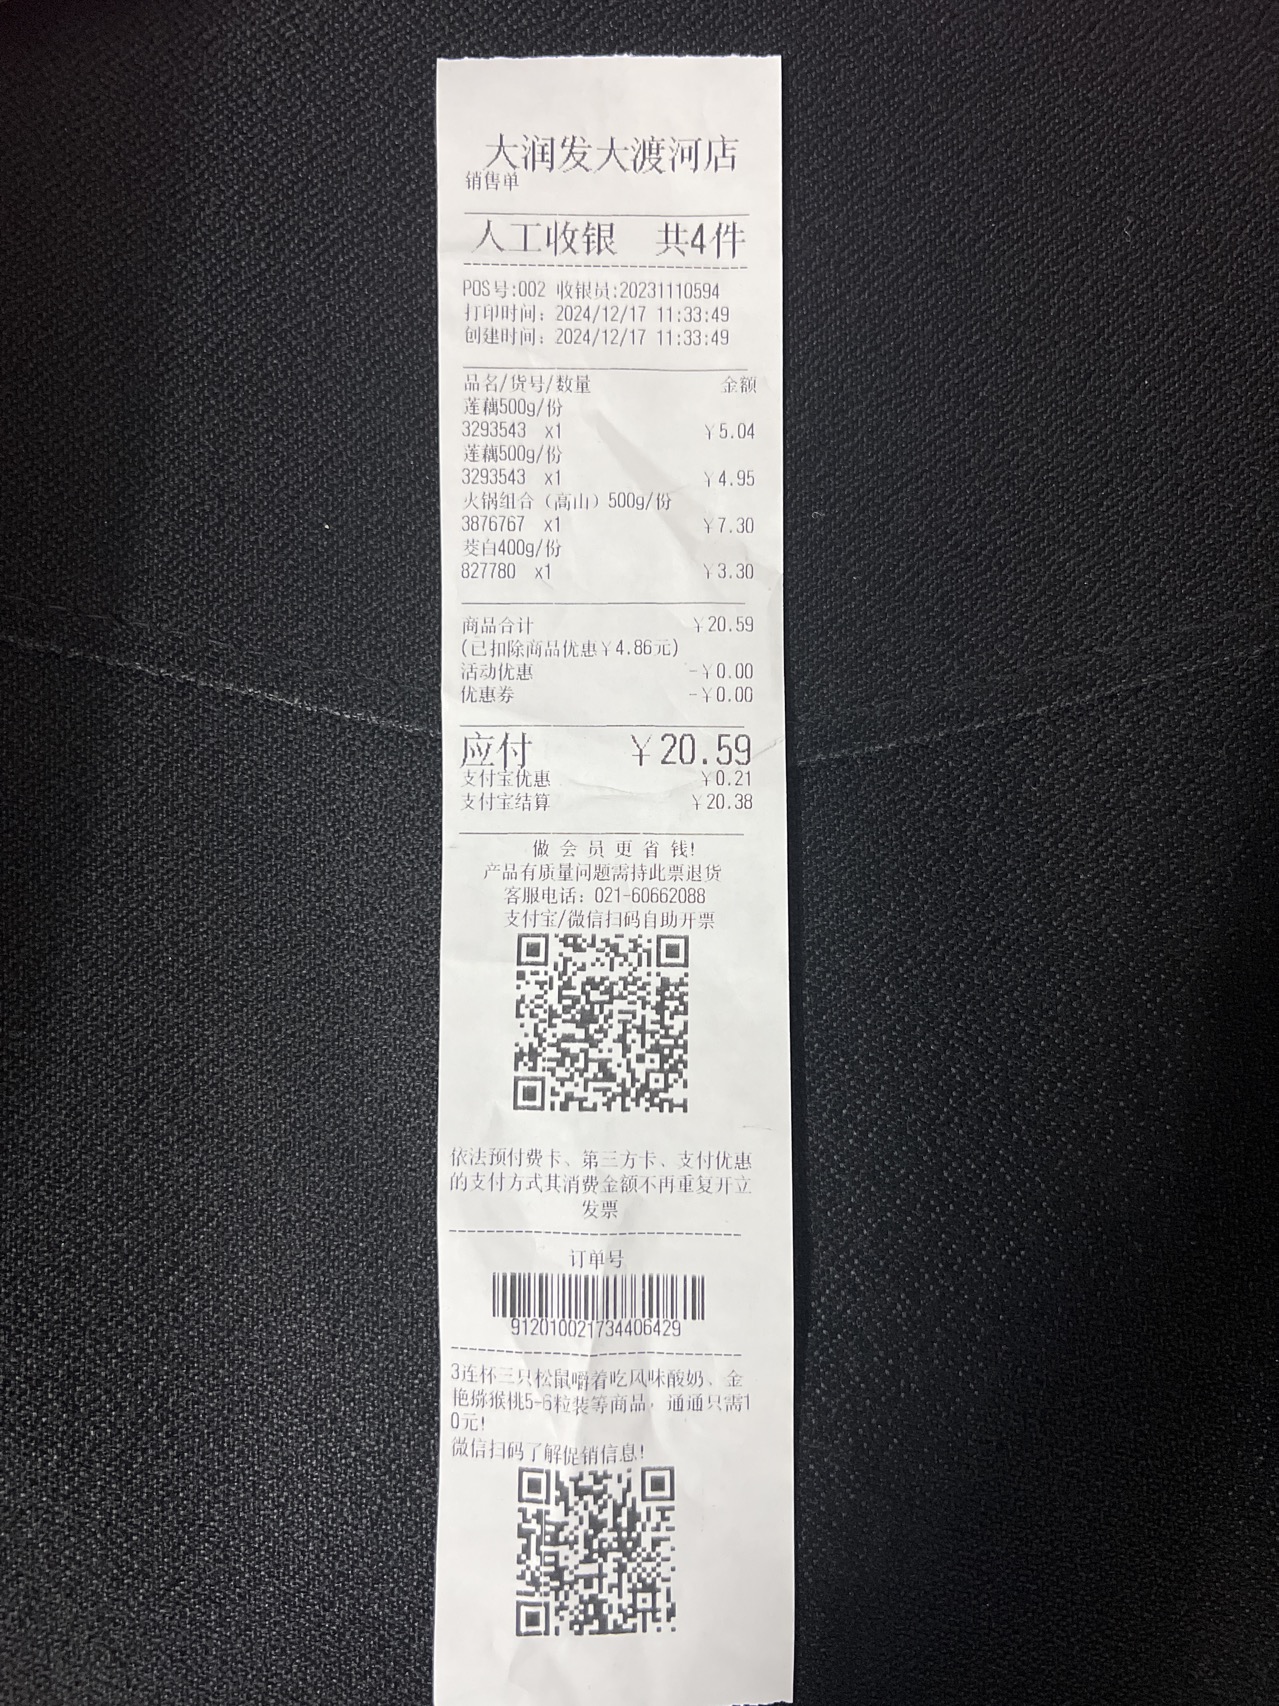 大润发大渡河店
销售单
人工收银 共4件
POS号:002 收银员:20231110594
打印时间: 2024/12/17 11:33:49
创建时间: 2024/12/17 11:33:49
品名/货号/数量 金额
莲藕500g/份
3293543 x1 ¥5.04
莲藕500g/份
3293543 x1 ¥4.95
火锅组合（高山）500g/份
3876767 x1 ¥7.30
茭白400g/份
827780 x1 ¥3.30
商品合计 ¥20.59
(已扣除商品优惠¥4.86元)
活动优惠 -¥0.00
优惠券 -¥0.00
应付 ¥20.59
支付宝优惠 ¥0.21
支付宝结算 ¥20.38
做会员更省钱!
产品有质量问题需持此票退货
客服电话: 021-60662088
支付宝/微信扫码自助开票
依法预付费卡、第三方卡、支付优惠
的支付方式其消费金额不再重复开立
发票
订单号
912010021734406429
3连杯三只松鼠嚼着吃风味酸奶、金
艳猕猴桃5-6粒装等商品，通通只需1
0元!
微信扫码了解促销信息!